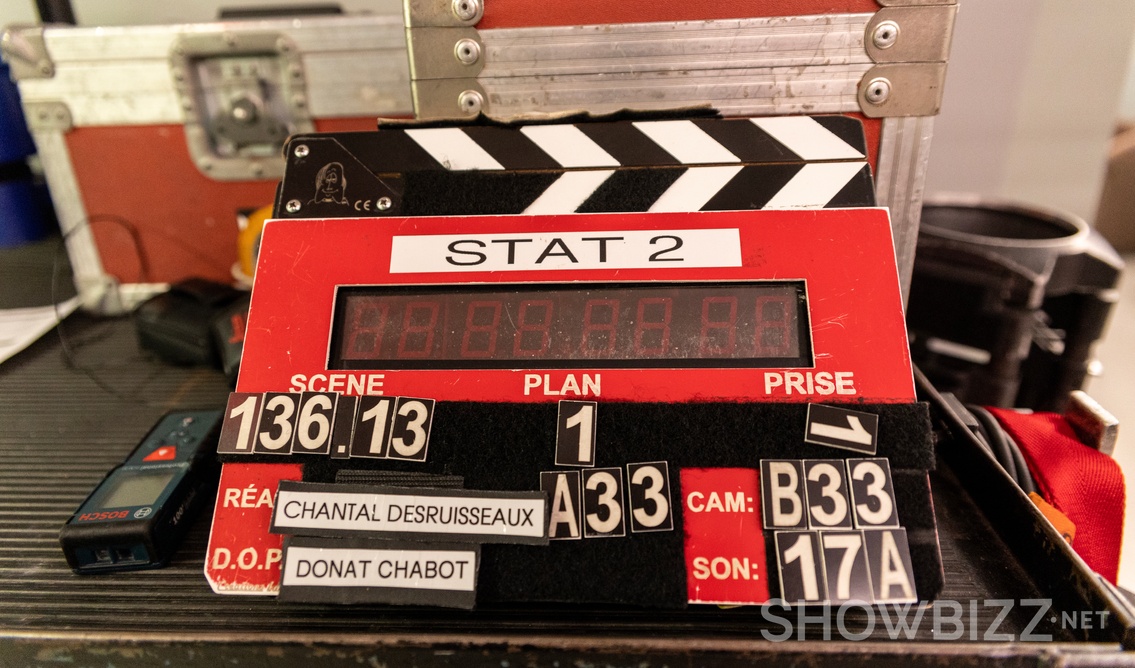 CE
STAT 2
SCENE PLAN PRISE
136.13 1 1
RÉA
CHANTAL DESRUISSEAUX
A33
CAM: B33
D.O.P.
DONAT CHABOT
SON: 17A
BOSCH
SHOWBIZZ.NET